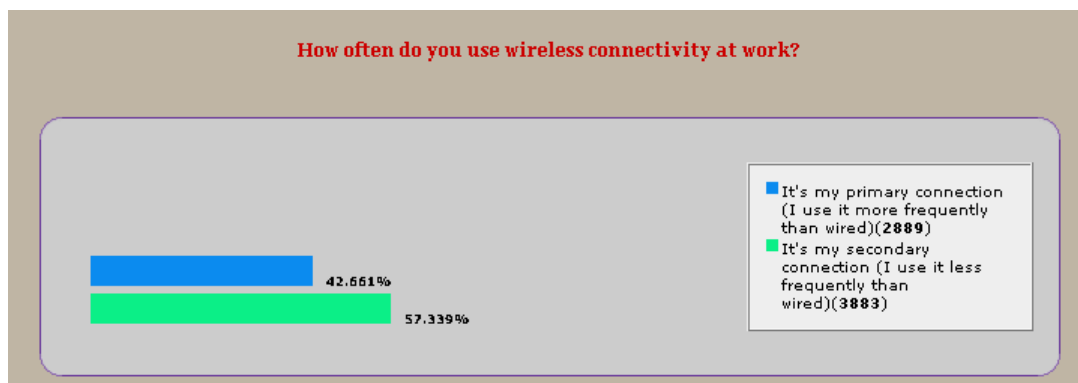 How often do you use wireless connectivity at work?
It's my primary connection
(I use it more frequently
than wired)(2889)
It's my secondary
connection (I use it less
frequently than
wired)(3883)
42.661%
57.339%